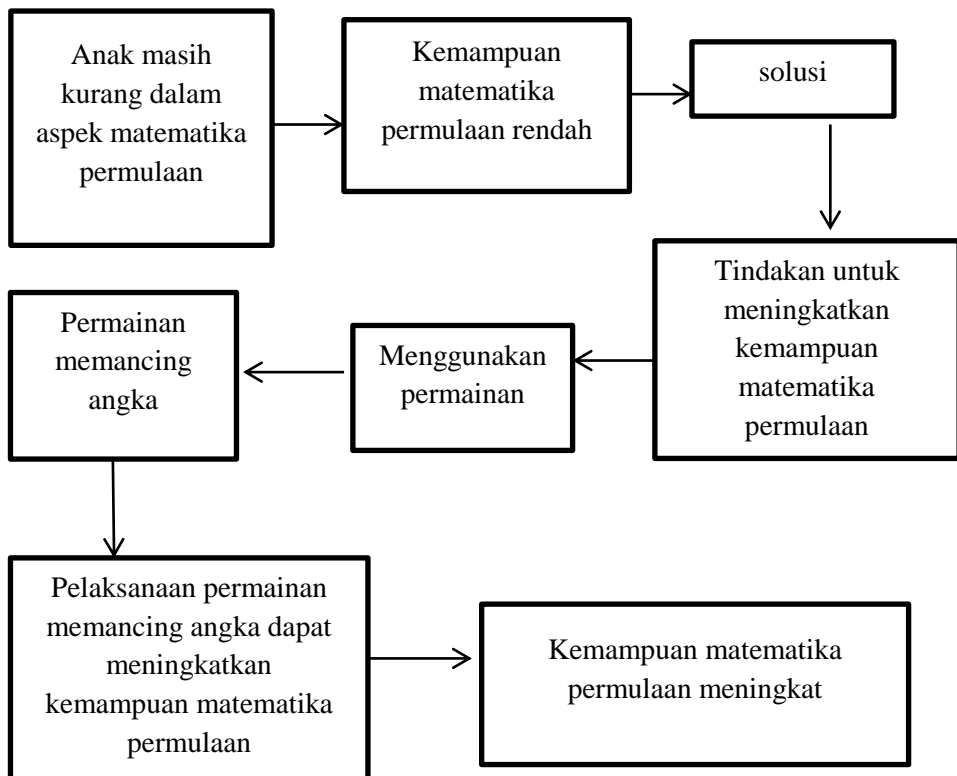 Anak masih
kurang dalam
aspek matematika
permulaan
Kemampuan
matematika
permulaan rendah
solusi
Tindakan untuk
meningkatkan
kemampuan
matematika
permulaan
Menggunakan
permainan
Permainan
memancing
angka
Pelaksanaan permainan
memancing angka dapat
meningkatkan
kemampuan matematika
permulaan
Kemampuan matematika
permulaan meningkat